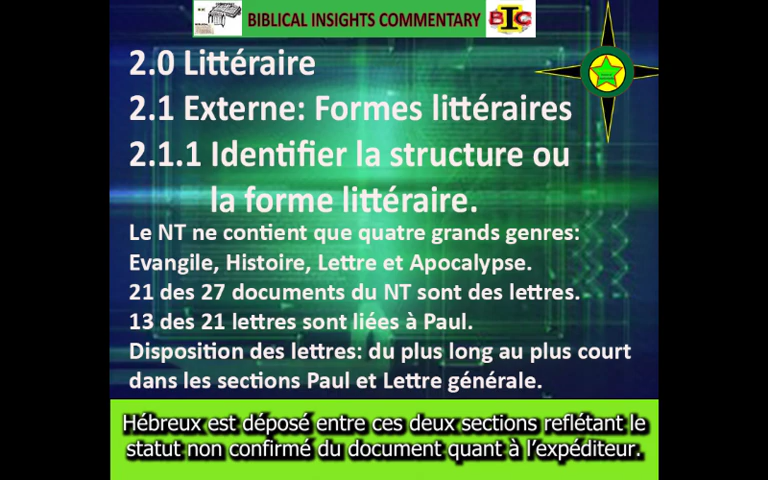 BIBLICAL INSIGHTS COMMENTARY
BIC
2.0 Littéraire
2.1 Externe: Formes littéraires
2.1.1 Identifier la structure ou
la forme littéraire.
Le NT ne contient que quatre grands genres:
Evangile, Histoire, Lettre et Apocalypse.
21 des 27 documents du NT sont des lettres.
13 des 21 lettres sont liées à Paul.
Disposition des lettres: du plus long au plus court
dans les sections Paul et Lettre générale.
Hébreux est déposé entre ces deux sections reflétant le
statut non confirmé du document quant à l'expéditeur.